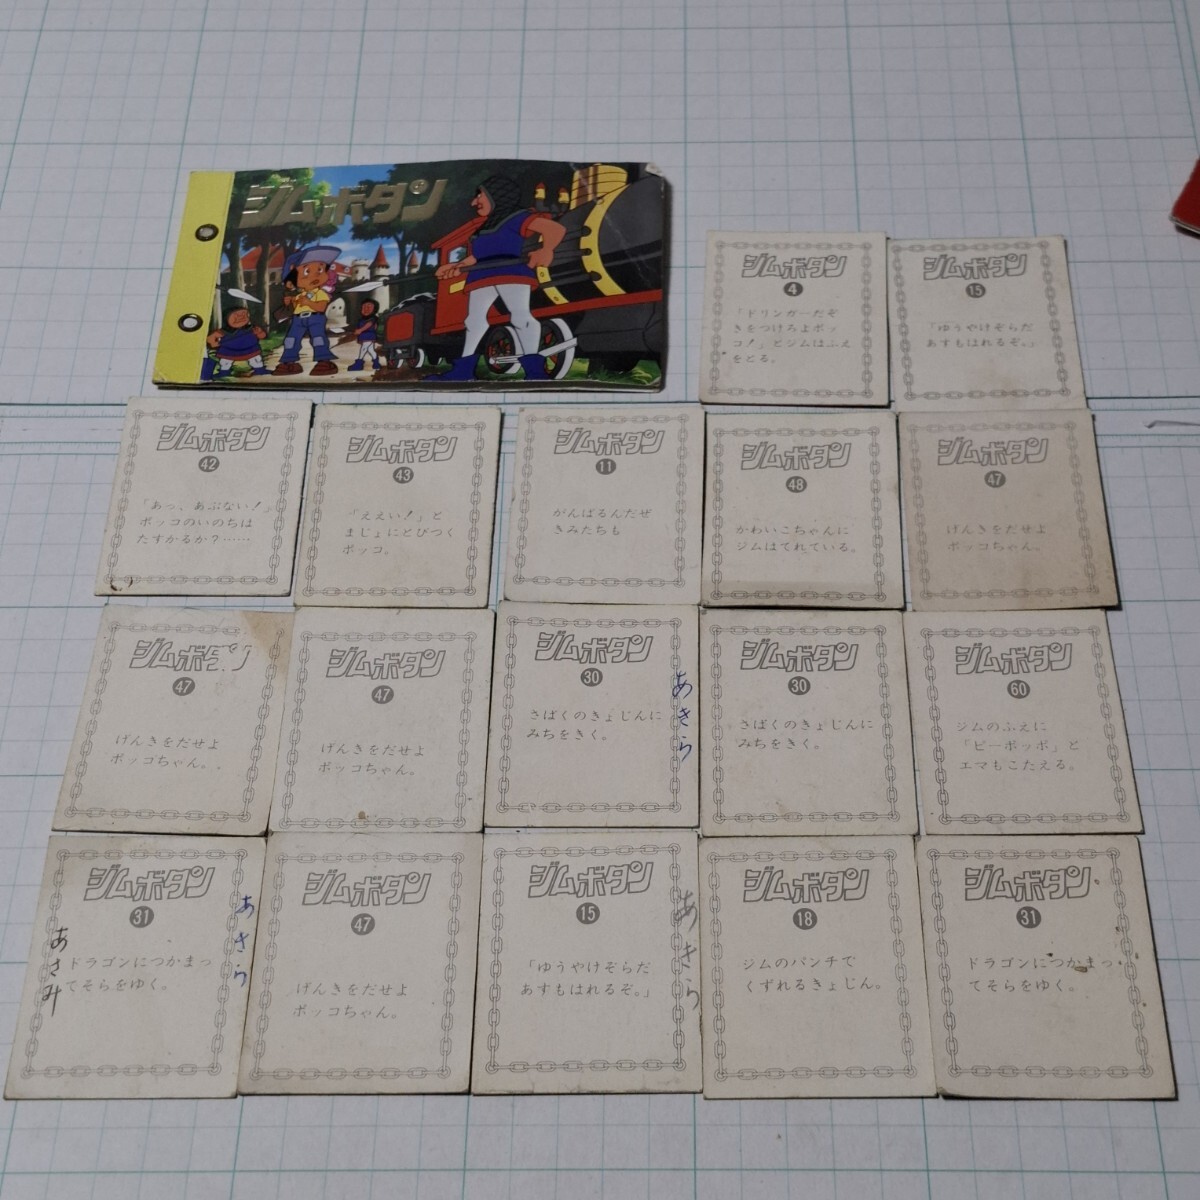 ジムボタン
ジムボタン
4
「ドリンガーだぞ
きをつけろよボッ
コ!」とジムはふえ
をとる。
ジムボタン
15
「ゆうやけぞらだ
あすもはれるぞ。」
ジムボタン
42
「あっ、あぶない!」
ボッコのいのちは
たすかるか?……
ジムボタン
43
「ええい!」と
まじょにとびつく
ボッコ。
ジムボタン
11
がんばるんだぜ
きみたちも
ジムボタン
48
かわいこちゃんに
ジムはてれている。
ジムボタン
47
げんきをだせよ
ボッコちゃん。
ジムボタン
47
げんきをだせよ
ボッコちゃん。
ジムボタン
47
げんきをだせよ
ボッコちゃん。
ジムボタン
30
さばくのきょじんに
みちをきく。
あきら
ジムボタン
30
さばくのきょじんに
みちをきく。
ジムボタン
60
ジムのふえに
「ピーポッポ」と
エマもこたえる。
ジムボタン
31
ドラゴンにつかまっ
てそらをゆく。
あさみ
あきら
ジムボタン
47
げんきをだせよ
ボッコちゃん。
ジムボタン
15
「ゆうやけぞらだ
あすもはれるぞ。」
あきら
ジムボタン
18
ジムのパンチで
くずれるきょじん。
ジムボタン
31
ドラゴンにつかまっ
てそらをゆく。